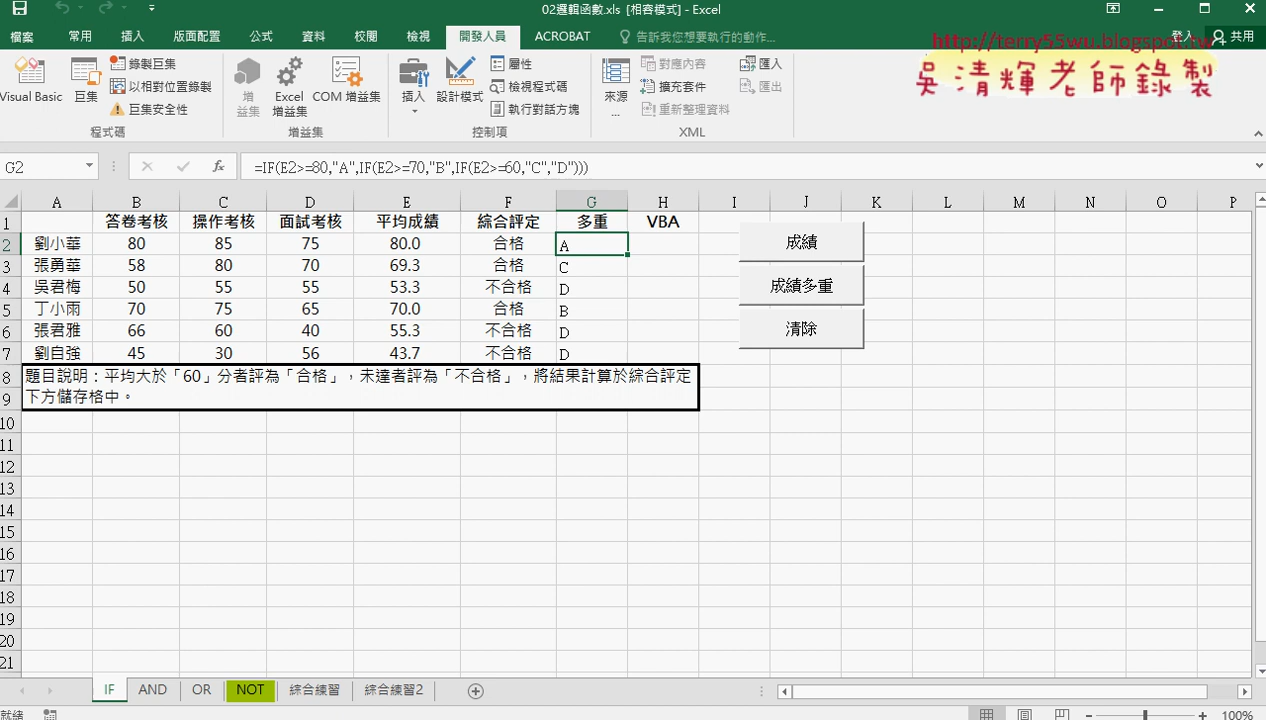 02邏輯函數.xls [相容模式] - Excel
檔案 常用 插入 版面配置 公式 資料 校閱 檢視 開發人員 ACROBAT 告訴我您想要執行的動作... 登入 共用
http://terry55wu.blogspot.tw
吳清輝老師錄製
Visual Basic 巨集 錄製巨集 以相對位置錄製 巨集安全性 程式碼
增益集 Excel 增益集 COM 增益集 增益集
插入 設計模式 屬性 檢視程式碼 執行對話方塊 控制項
來源... 對應內容 擴充套件 重新整理資料 匯入 匯出 XML
G2 fx =IF(E2>=80,"A",IF(E2>=70,"B",IF(E2>=60,"C","D")))
A B C D E F G H I J K L M N O P
1 答卷考核 操作考核 面試考核 平均成績 綜合評定 多重 VBA
2 劉小華 80 85 75 80.0 合格 A
3 張勇華 58 80 70 69.3 合格 C
4 吳君梅 50 55 55 53.3 不合格 D
5 丁小雨 70 75 65 70.0 合格 B
6 張君雅 66 60 40 55.3 不合格 D
7 劉自強 45 30 56 43.7 不合格 D
8 題目說明：平均大於「60」分者評為「合格」，未達者評為「不合格」，將結果計算於綜合評定
9 下方儲存格中。
10
11
12
13
14
15
16
17
18
19
20
21
成績
成績多重
清除
IF AND OR NOT 綜合練習 綜合練習2
就緒 100%